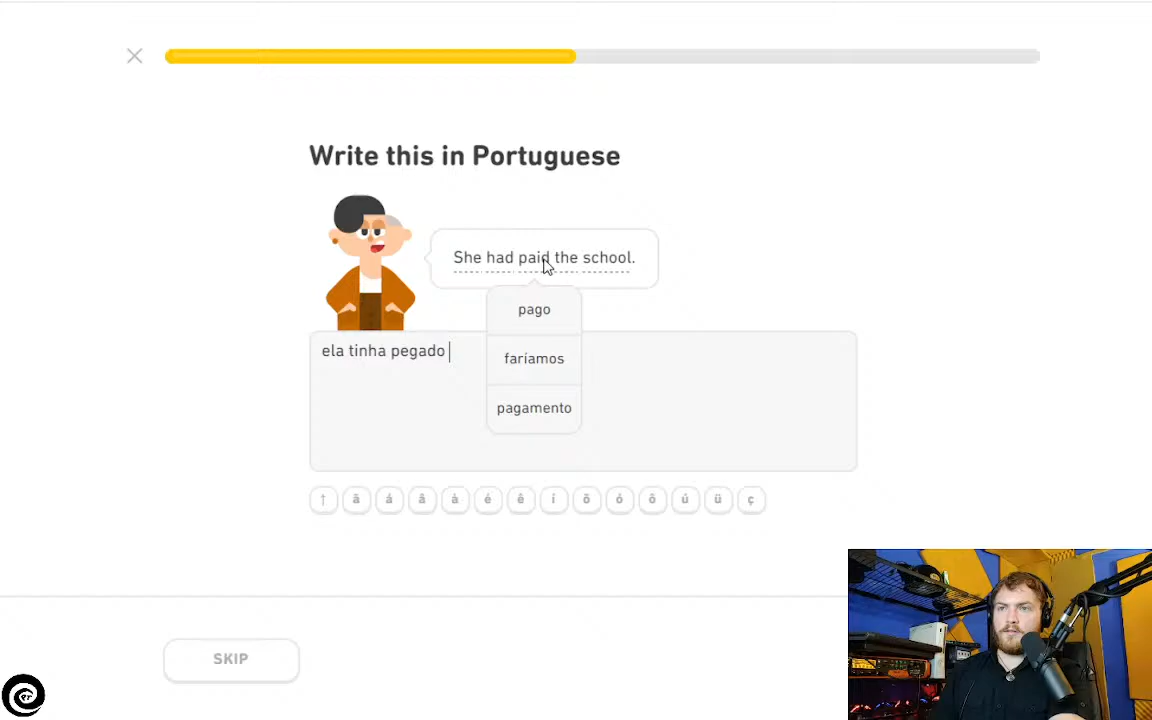 Write this in Portuguese
She had paid the school.
pago
ela tinha pegado
faríamos
pagamento
↑ ã á â à é ê í õ ó ô ú ü ç
SKIP